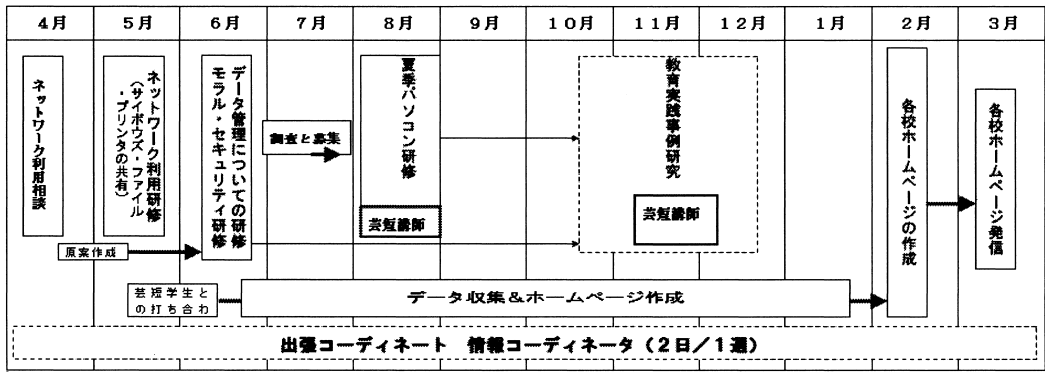 4月 5月 6月 7月 8月 9月 10月 11月 12月 1月 2月 3月
ネットワーク利用相談
ネットワーク利用研修
(サイボウズ・ファイル
・プリンタの共有)
データ管理についての研修
モラル・セキュリティ研修
調査と募集
夏季パソコン研修
芸短講師
教育実践事例研究
芸短講師
各校ホームページの作成
各校ホームページ発信
原案作成
芸短学生と
の打ち合わ
データ収集&ホームページ作成
出張コーディネート 情報コーディネータ(2日/1週)